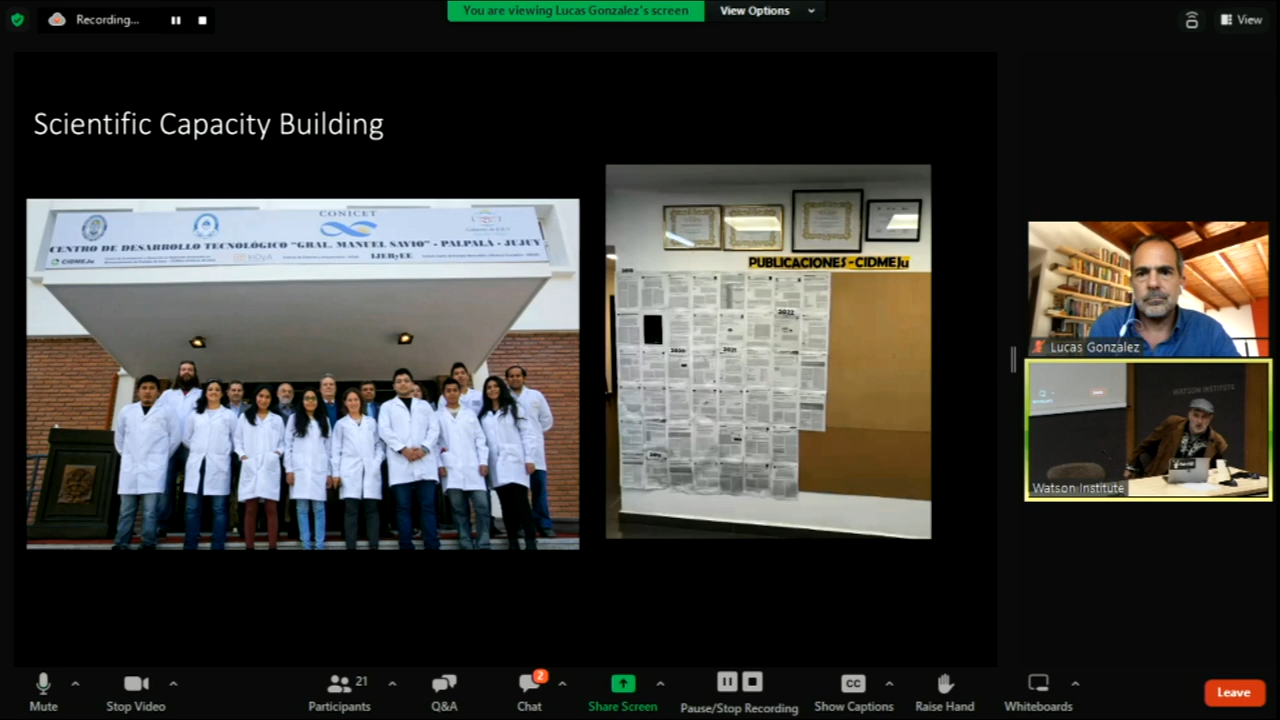 Recording...
You are viewing Lucas Gonzalez's screen
View Options
View
Scientific Capacity Building
CONICET
CENTRO DE DESARROLLO TECNOLÓGICO "GRAL. MANUEL SAVIO" - PALPALÁ - JUJUY
CIDMEJu
IJERyEE
PUBLICACIONES - CIDMEJu
2022
2020
2021
Lucas Gonzalez
WATSON INSTITUTE
Watson Institute
Mute
Stop Video
21
Participants
Q&A
2
Chat
Share Screen
Pause/Stop Recording
CC
Show Captions
Raise Hand
Whiteboards
Leave